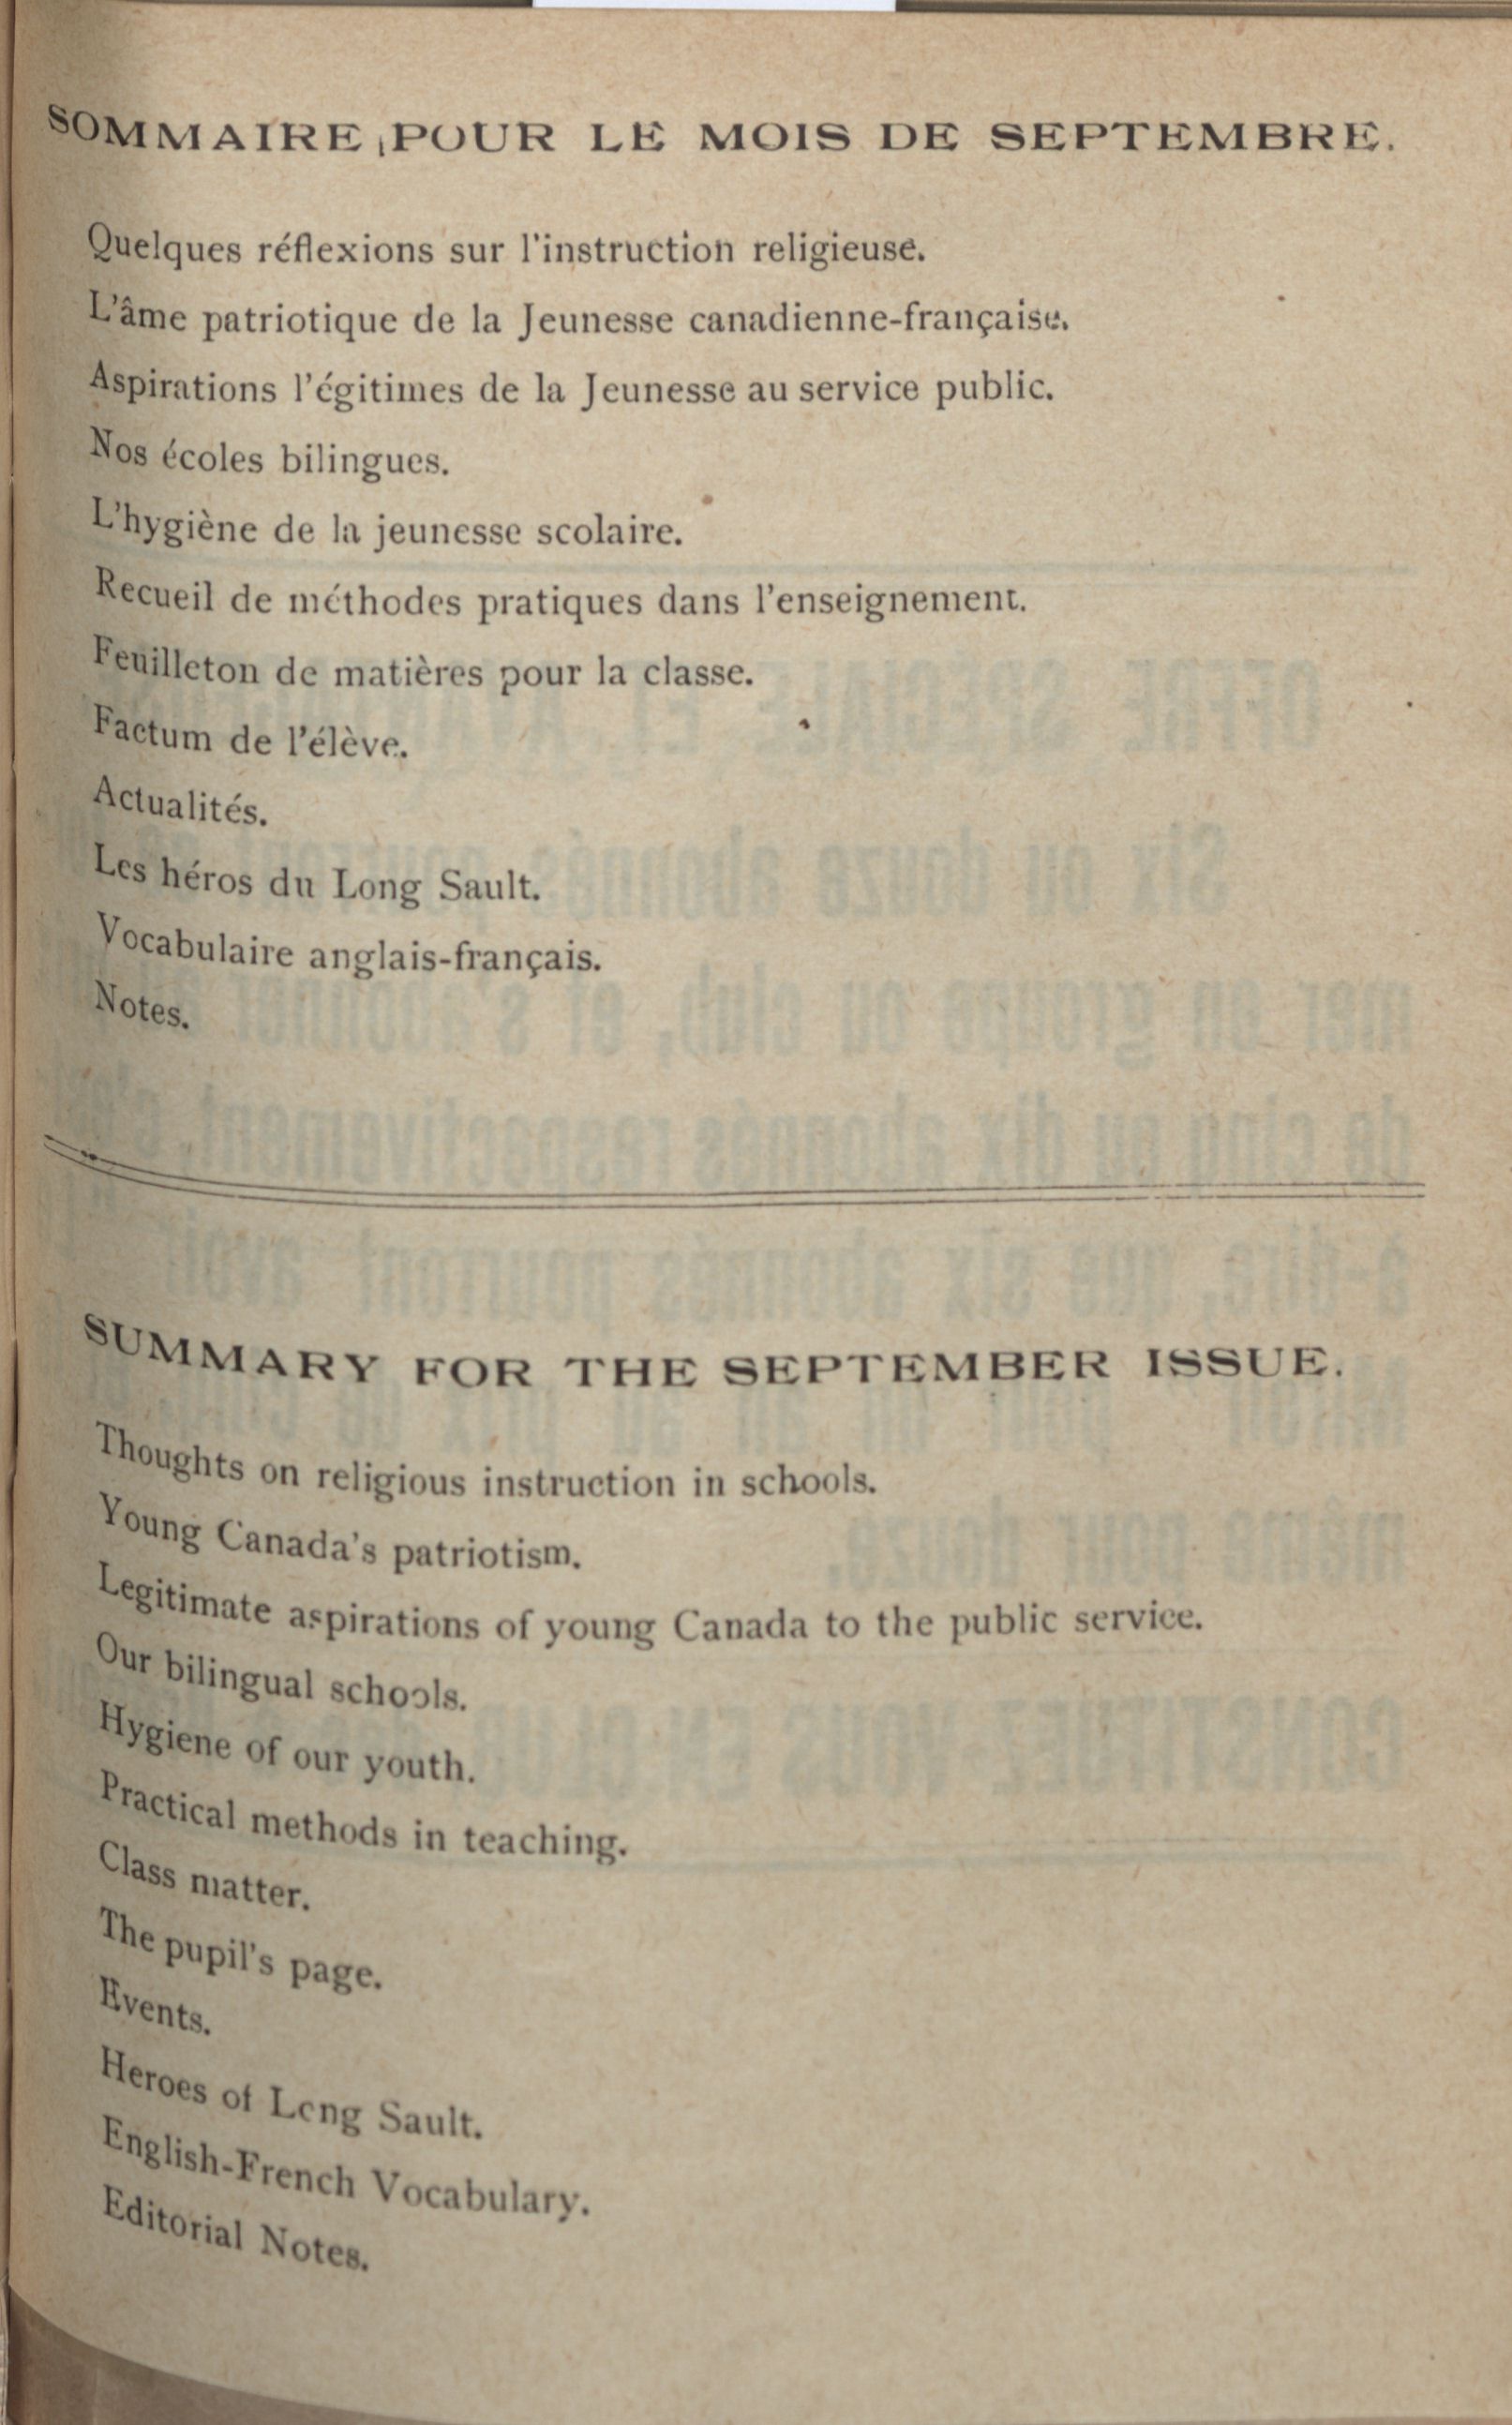 SOMMAIRE POUR LE MOIS DE SEPTEMBRE.
Quelques réflexions sur l'instruction religieuse.
L'âme patriotique de la Jeunesse canadienne-française.
Aspirations l'égitimes de la Jeunesse au service public.
Nos écoles bilingues.
L'hygiène de la jeunesse scolaire.
Recueil de méthodes pratiques dans l'enseignement.
Feuilleton de matières pour la classe.
Factum de l'élève.
Actualités.
Les héros du Long Sault.
Vocabulaire anglais-français.
Notes.
SUMMARY FOR THE SEPTEMBER ISSUE.
Thoughts on religious instruction in schools.
Young Canada's patriotism.
Legitimate aspirations of young Canada to the public service.
Our bilingual schools.
Hygiene of our youth.
Practical methods in teaching.
Class matter.
The pupil's page.
Events.
Heroes of Long Sault.
English-French Vocabulary.
Editorial Notes.